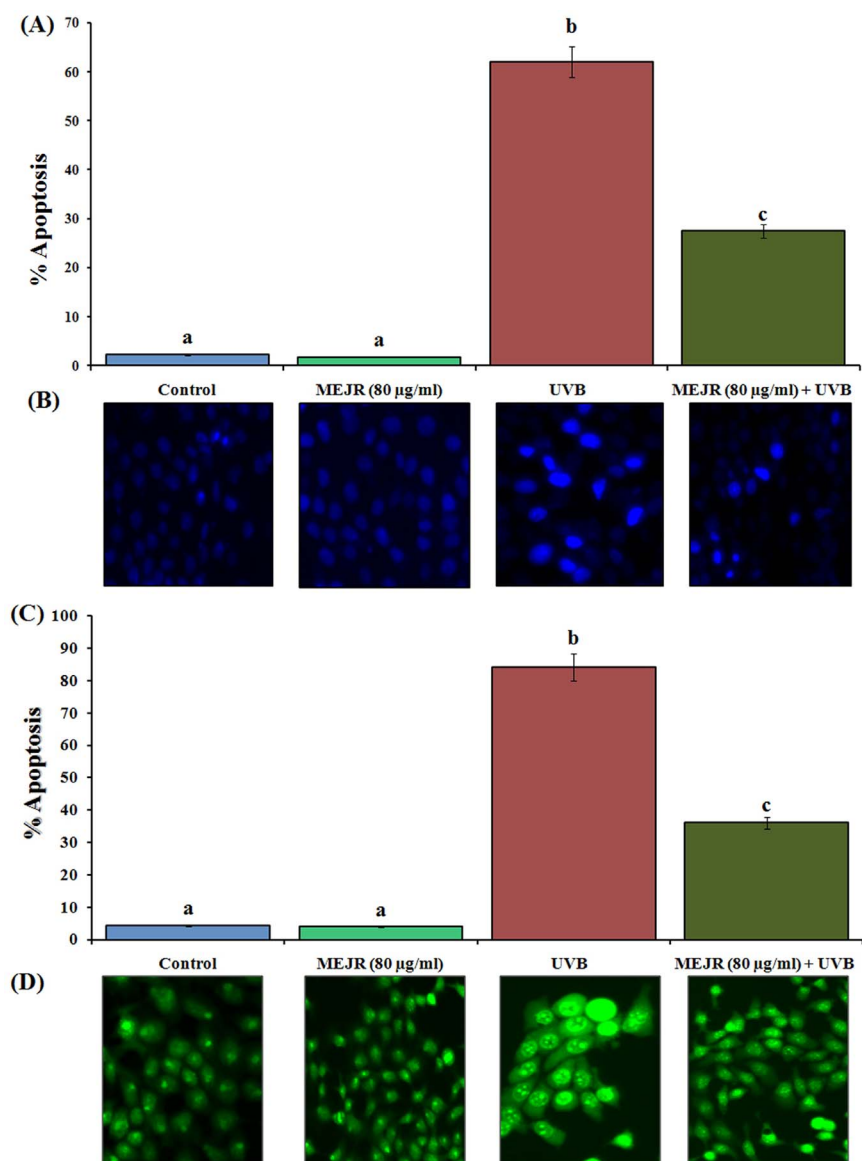 (A)
% Apoptosis
70
60
50
40
30
20
10
0
a
a
b
c
Control
MEJR (80 µg/ml)
UVB
MEJR (80 µg/ml) + UVB
(B)
(C)
% Apoptosis
100
90
80
70
60
50
40
30
20
10
0
a
a
b
c
Control
MEJR (80 µg/ml)
UVB
MEJR (80 µg/ml) + UVB
(D)